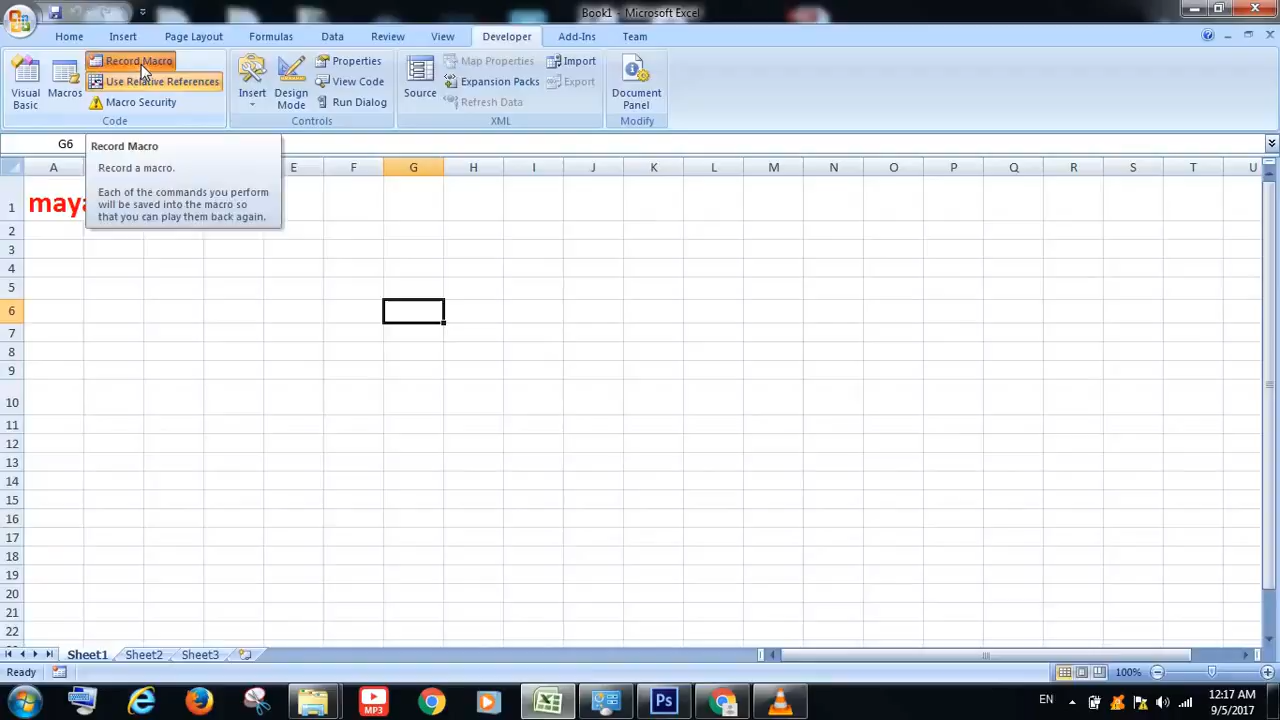 Book1 - Microsoft Excel
Home Insert Page Layout Formulas Data Review View Developer Add-Ins Team
Visual Basic
Macros
Record Macro
Use Relative References
Macro Security
Code
Insert
Design Mode
Properties
View Code
Run Dialog
Controls
Source
Map Properties
Expansion Packs
Refresh Data
Import
Export
XML
Document Panel
Modify
G6
Record Macro
Record a macro.
Each of the commands you perform
will be saved into the macro so
that you can play them back again.
A E F G H I J K L M N O P Q R S T U
1 maya
2
3
4
5
6
7
8
9
10
11
12
13
14
15
16
17
18
19
20
21
22
Sheet1 Sheet2 Sheet3
Ready
100%
MP3
Ps
EN
12:17 AM
9/5/2017